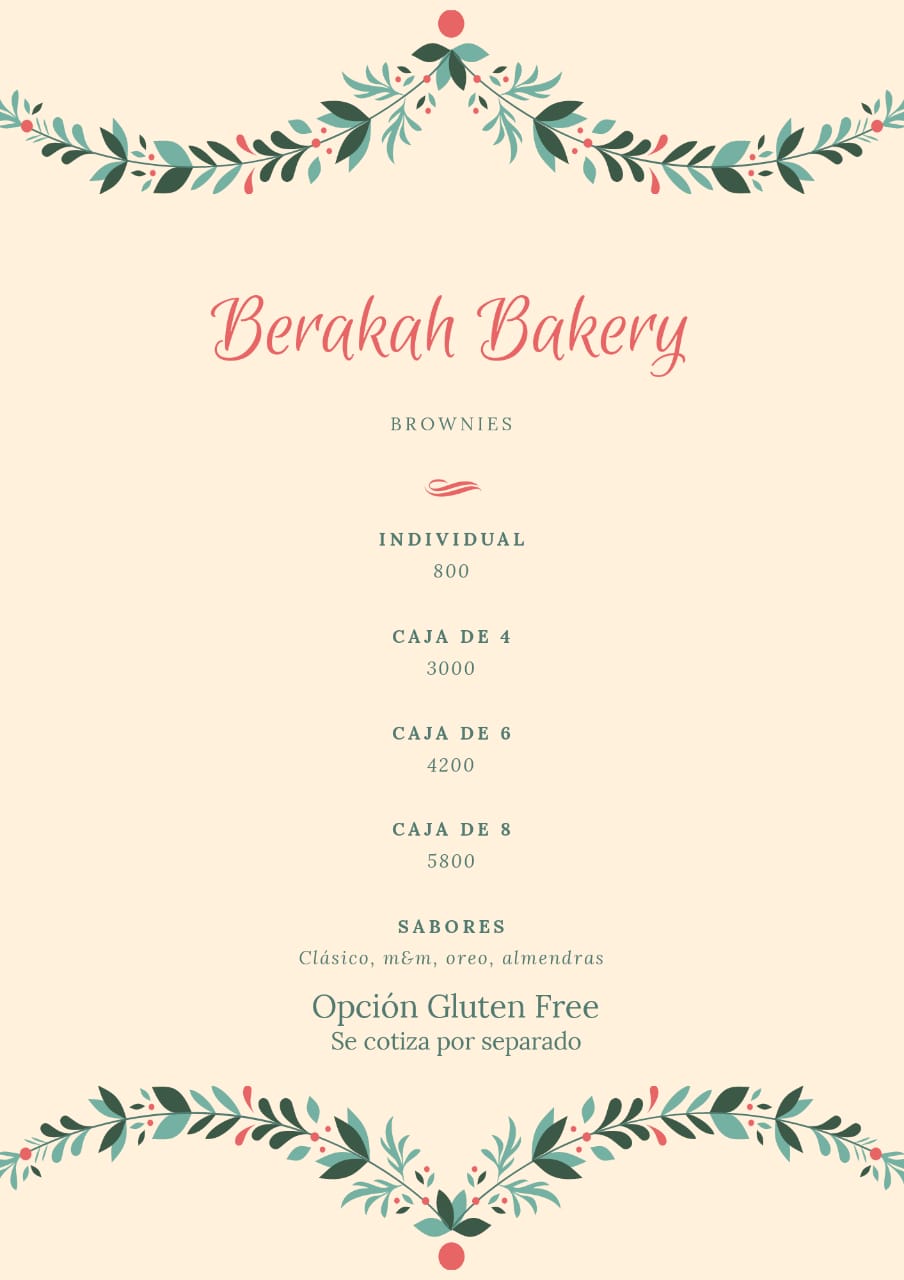 Berakah Bakery
BROWNIES
INDIVIDUAL
800
CAJA DE 4
3000
CAJA DE 6
4200
CAJA DE 8
5800
SABORES
Clásico, m&m, oreo, almendras
Opción Gluten Free
Se cotiza por separado